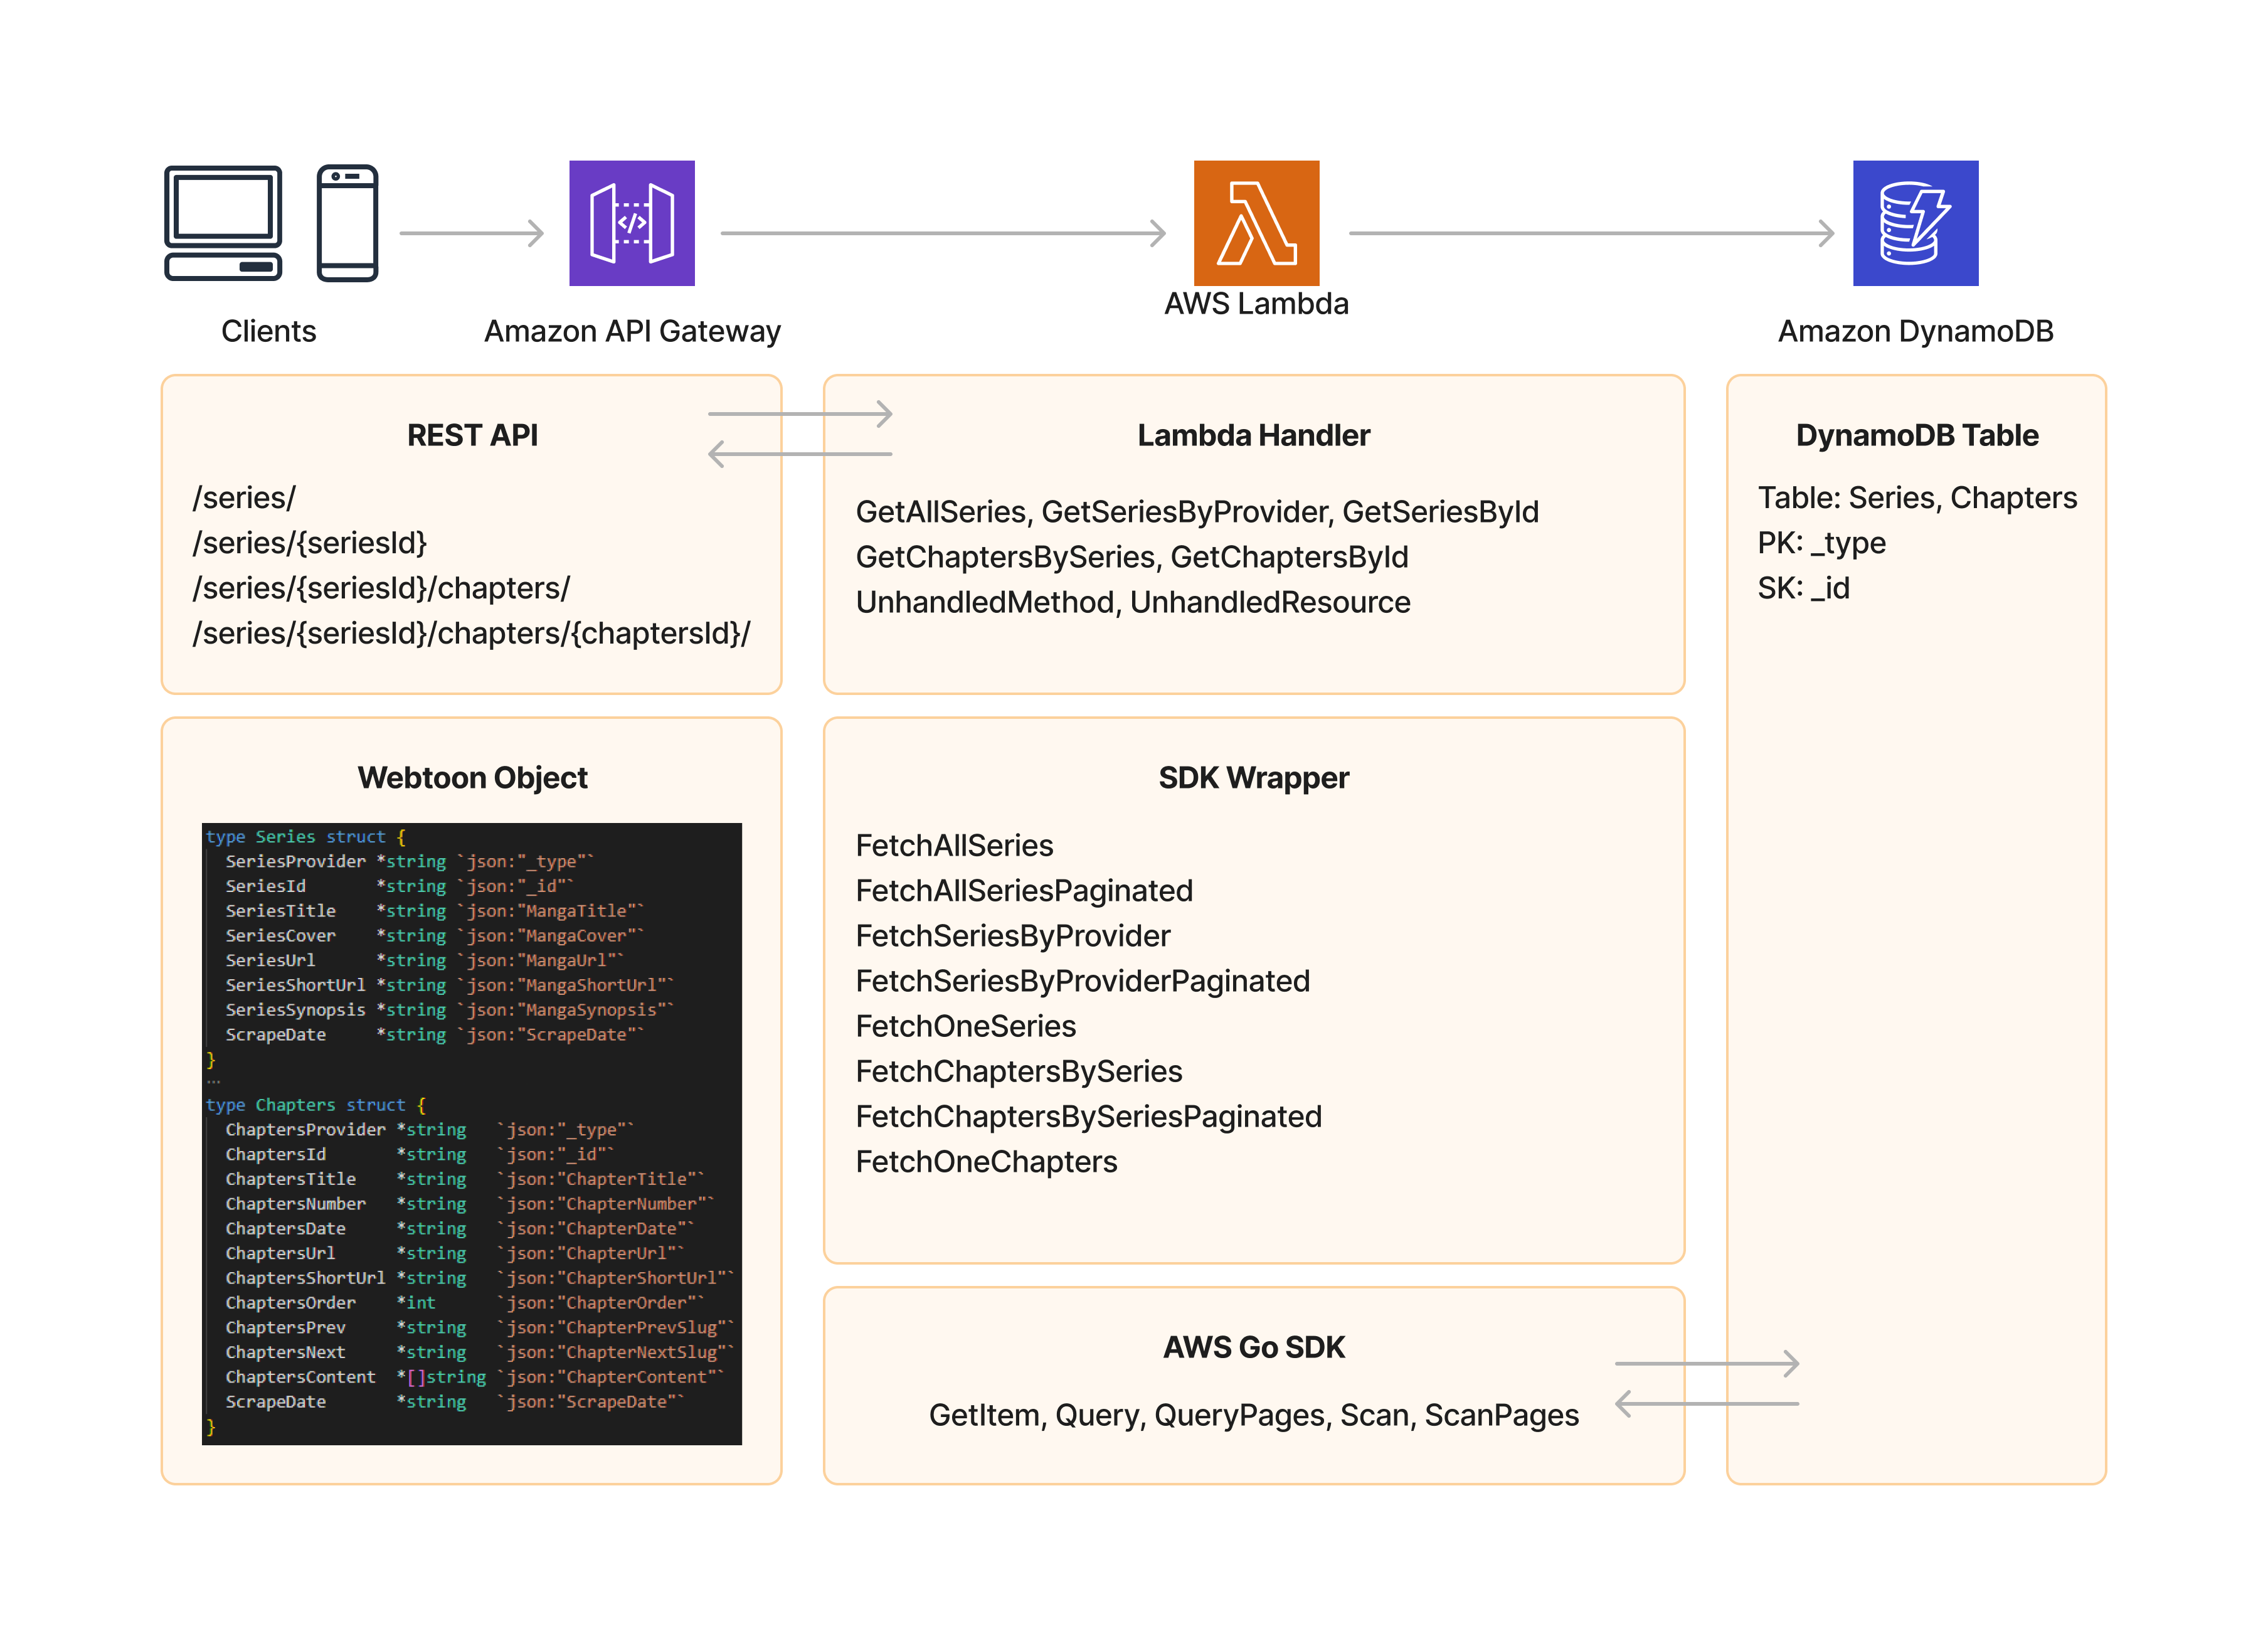 </>
Clients
Amazon API Gateway
AWS Lambda
Amazon DynamoDB
REST API
/series/
/series/{seriesId}
/series/{seriesId}/chapters/
/series/{seriesId}/chapters/{chaptersId}/
Lambda Handler
GetAllSeries, GetSeriesByProvider, GetSeriesById
GetChaptersBySeries, GetChaptersById
UnhandledMethod, UnhandledResource
DynamoDB Table
Table: Series, Chapters
PK: _type
SK: _id
Webtoon Object
type Series struct {
SeriesProvider *string `json:"_type"`
SeriesId *string `json:"_id"`
SeriesTitle *string `json:"MangaTitle"`
SeriesCover *string `json:"MangaCover"`
SeriesUrl *string `json:"MangaUrl"`
SeriesShortUrl *string `json:"MangaShortUrl"`
SeriesSynopsis *string `json:"MangaSynopsis"`
ScrapeDate *string `json:"ScrapeDate"`
}
...
type Chapters struct {
ChaptersProvider *string `json:"_type"`
ChaptersId *string `json:"_id"`
ChaptersTitle *string `json:"ChapterTitle"`
ChaptersNumber *string `json:"ChapterNumber"`
ChaptersDate *string `json:"ChapterDate"`
ChaptersUrl *string `json:"ChapterUrl"`
ChaptersShortUrl *string `json:"ChapterShortUrl"`
ChaptersOrder *int `json:"ChapterOrder"`
ChaptersPrev *string `json:"ChapterPrevSlug"`
ChaptersNext *string `json:"ChapterNextSlug"`
ChaptersContent *[]string `json:"ChapterContent"`
ScrapeDate *string `json:"ScrapeDate"`
}
SDK Wrapper
FetchAllSeries
FetchAllSeriesPaginated
FetchSeriesByProvider
FetchSeriesByProviderPaginated
FetchOneSeries
FetchChaptersBySeries
FetchChaptersBySeriesPaginated
FetchOneChapters
AWS Go SDK
GetItem, Query, QueryPages, Scan, ScanPages